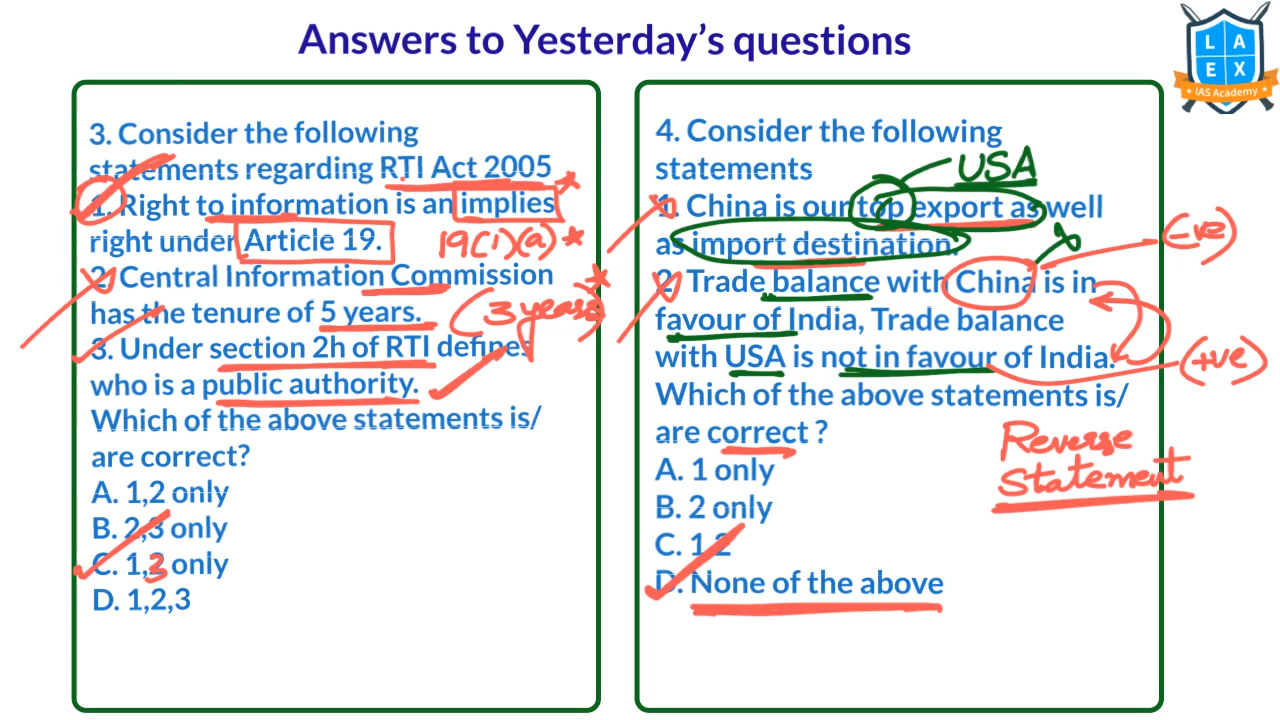 Answers to Yesterday's questions
L A
E X
IAS Academy
3. Consider the following
statements regarding RTI Act 2005
1. Right to information is an implies
right under Article 19. 19(1)(a)
2. Central Information Commission
has the tenure of 5 years. (3 years)
3. Under section 2h of RTI defines
who is a public authority.
Which of the above statements is/
are correct?
A. 1,2 only
B. 2,3 only
C. 1,3 only
D. 1,2,3
4. Consider the following
statements USA
1. China is our top export as well
as import destination. (-ve)
2. Trade balance with China is in
favour of India, Trade balance
with USA is not in favour of India. (+ve)
Which of the above statements is/
are correct ?
Reverse
Statement
A. 1 only
B. 2 only
C. 1,2
D. None of the above